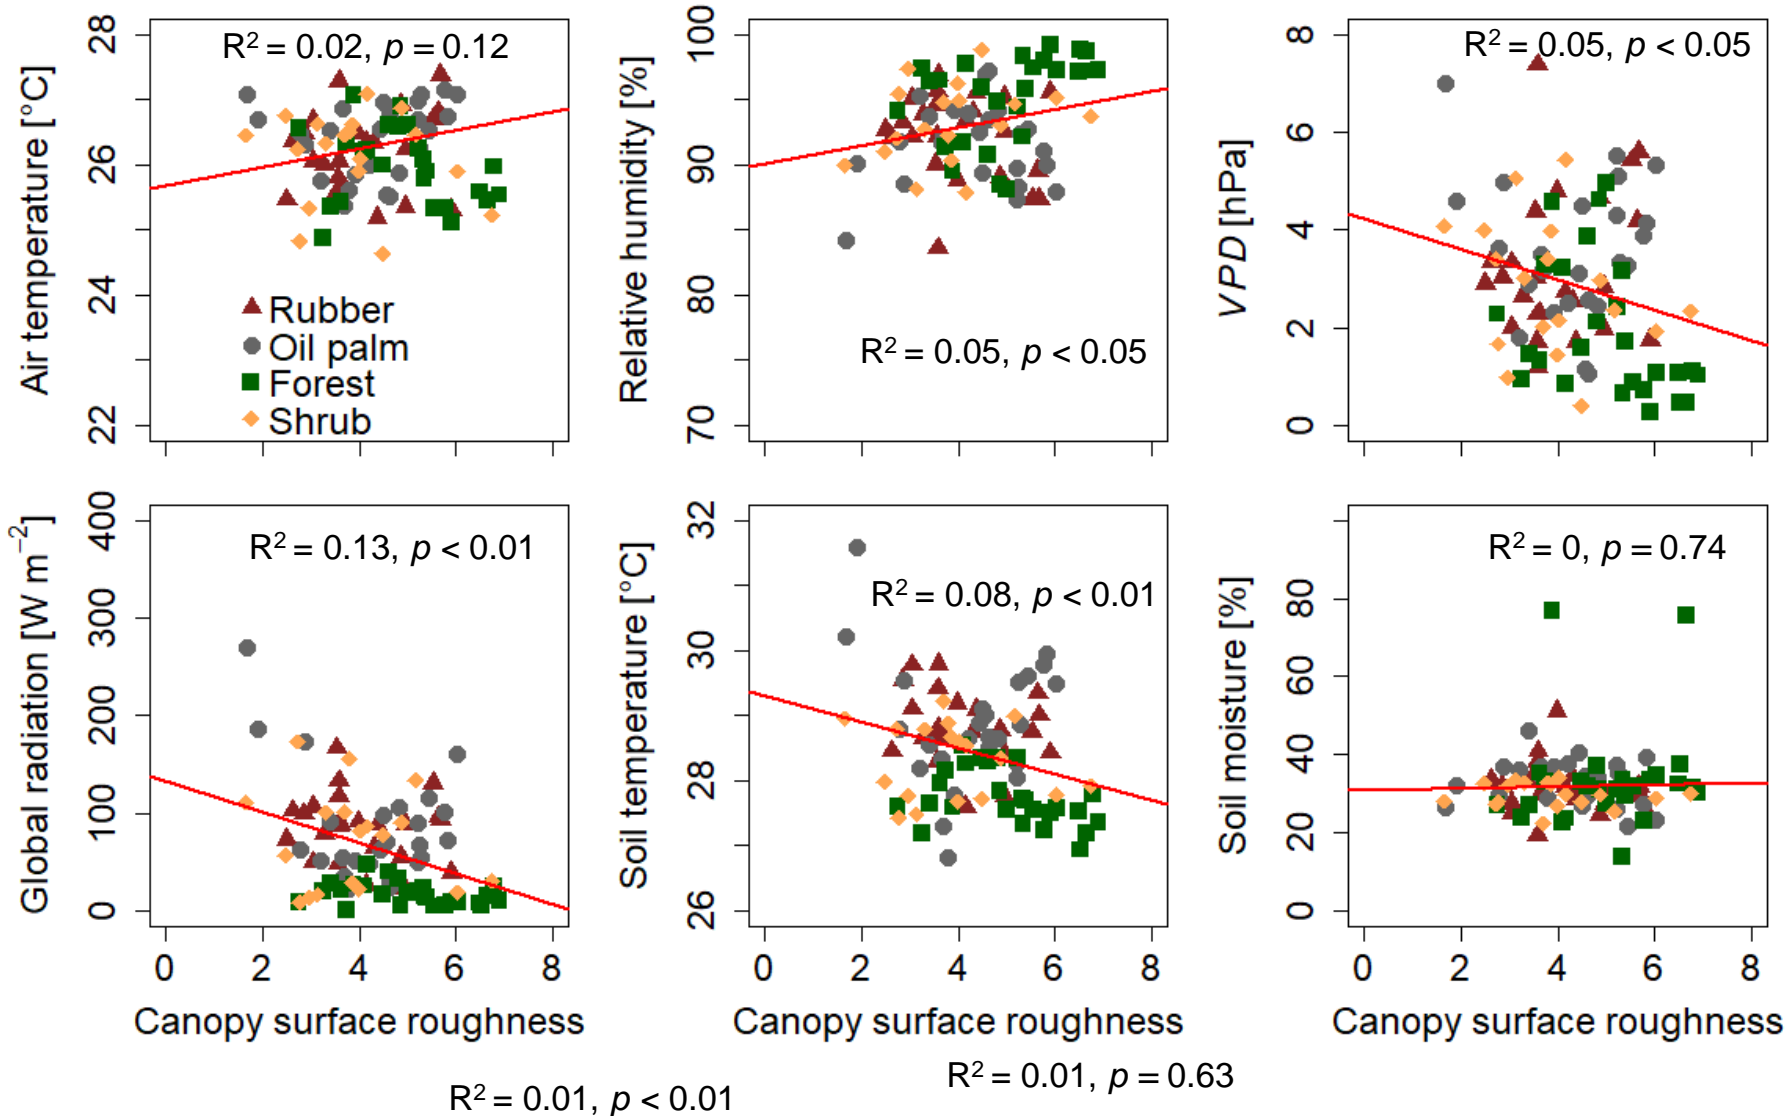 28
26
24
22
Air temperature [°C]
R² = 0.02, p = 0.12
Rubber
Oil palm
Forest
Shrub
100
90
80
70
Relative humidity [%]
R² = 0.05, p < 0.05
8
6
4
2
0
VPD [hPa]
R² = 0.05, p < 0.05
400
300
200
100
0
Global radiation [W m⁻²]
R² = 0.13, p < 0.01
0 2 4 6 8
Canopy surface roughness
32
30
28
26
Soil temperature [°C]
R² = 0.08, p < 0.01
0 2 4 6 8
Canopy surface roughness
80
60
40
20
0
Soil moisture [%]
R² = 0, p = 0.74
0 2 4 6 8
Canopy surface roughness
R² = 0.01, p = 0.63
R² = 0.01, p < 0.01